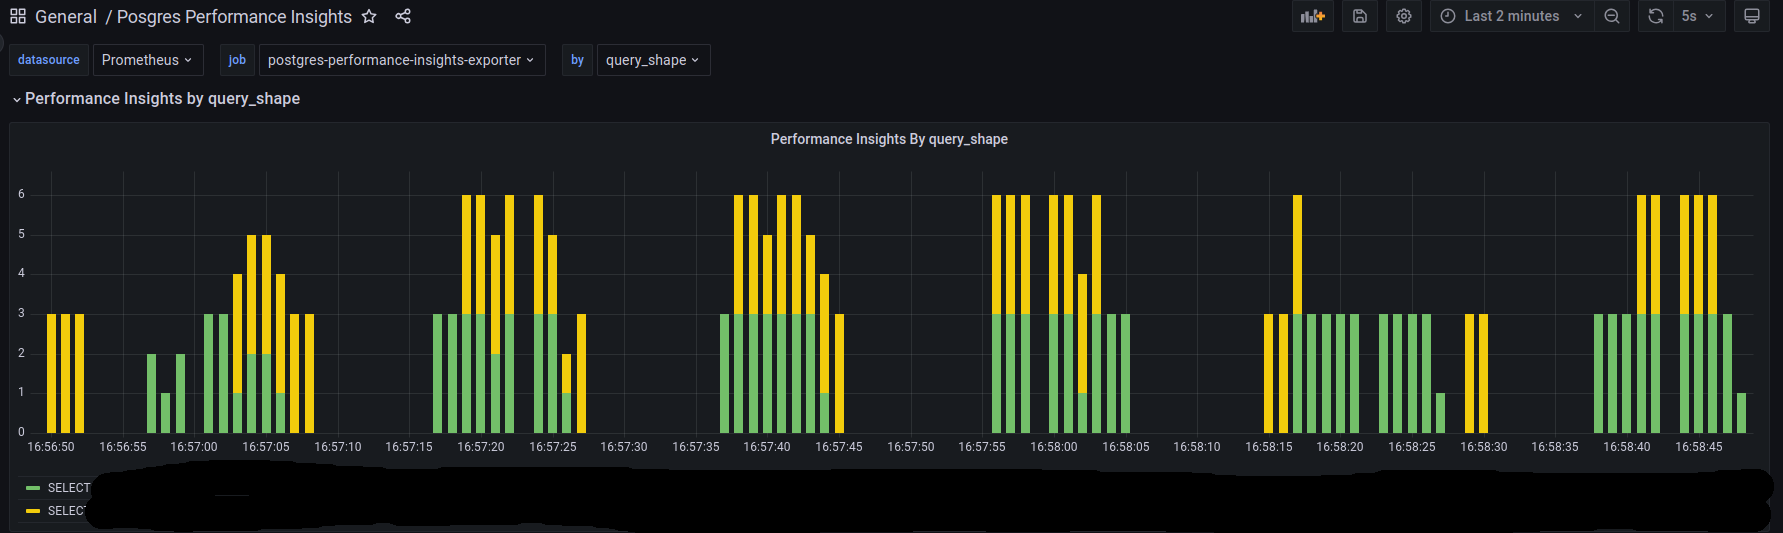 General / Posgres Performance Insights
Last 2 minutes
5s
datasource Prometheus job postgres-performance-insights-exporter by query_shape
Performance Insights by query_shape
Performance Insights By query_shape
6
5
4
3
2
1
0
16:56:50 16:56:55 16:57:00 16:57:05 16:57:10 16:57:15 16:57:20 16:57:25 16:57:30 16:57:35 16:57:40 16:57:45 16:57:50 16:57:55 16:58:00 16:58:05 16:58:10 16:58:15 16:58:20 16:58:25 16:58:30 16:58:35 16:58:40 16:58:45
SELECT
SELECT